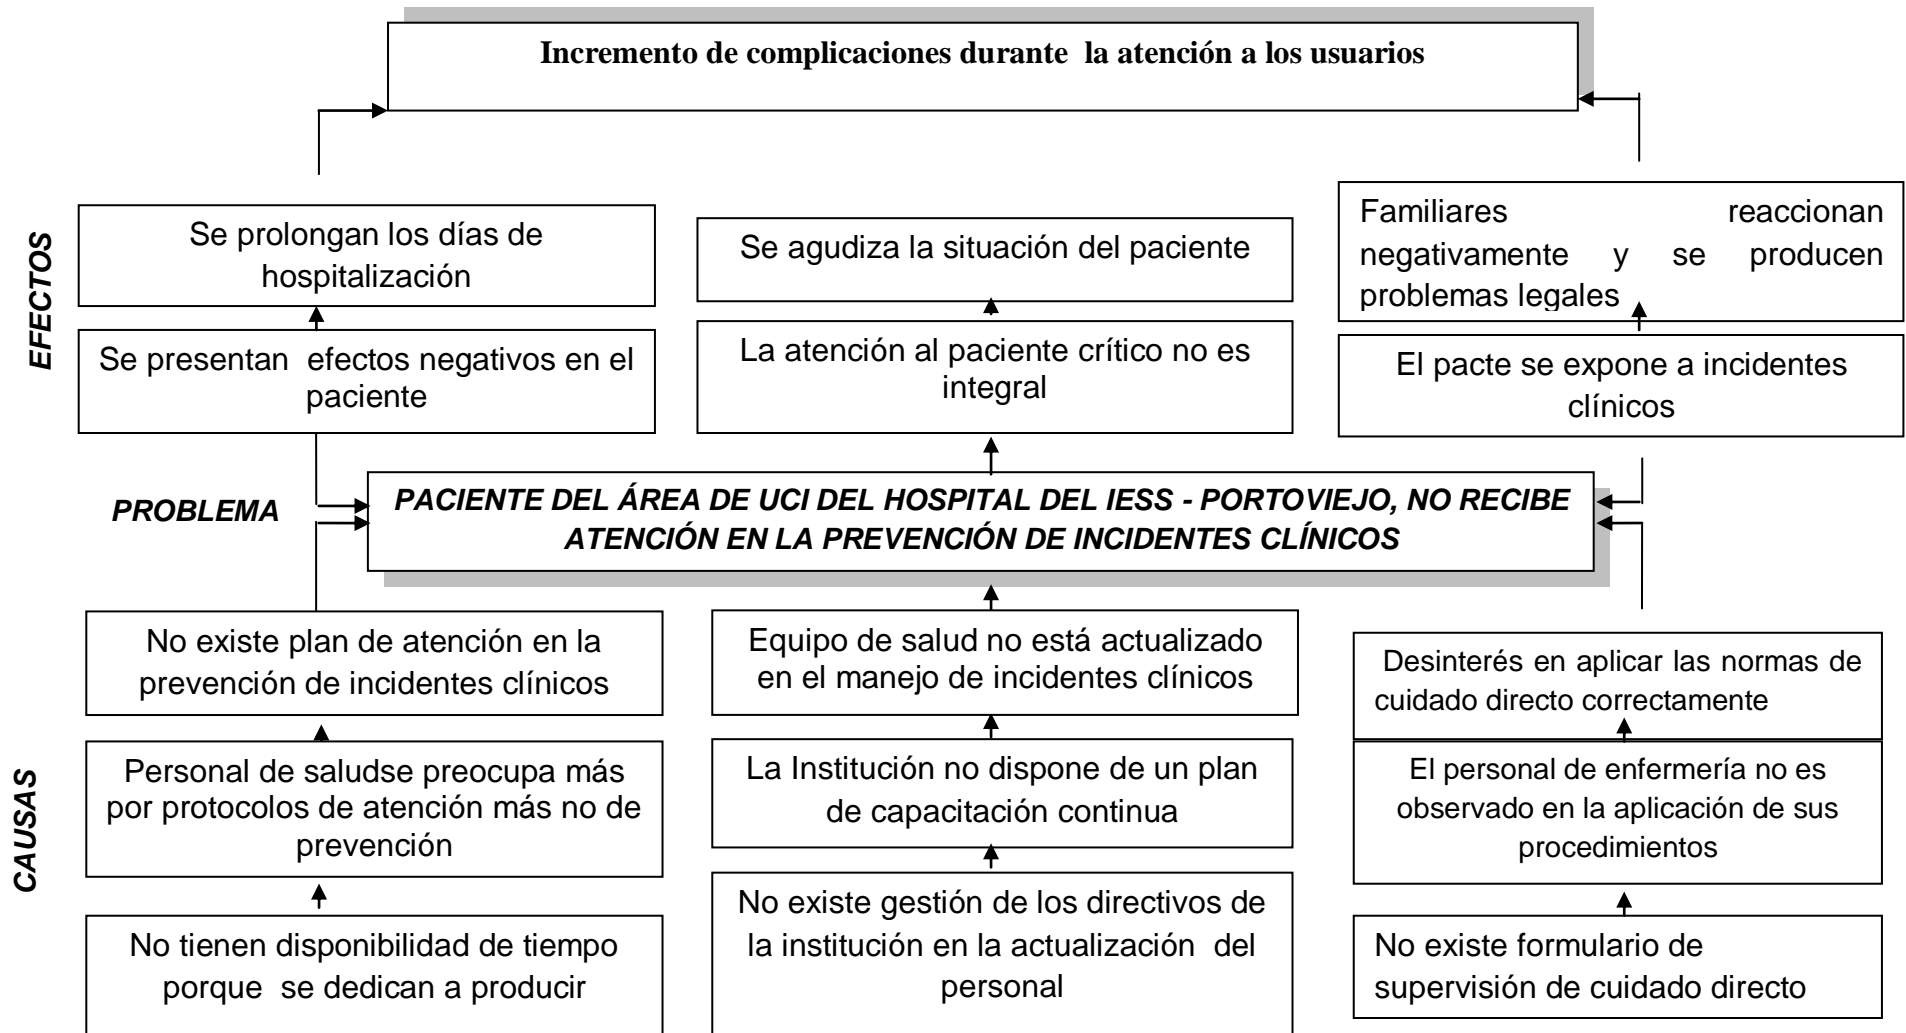 Incremento de complicaciones durante  la atención a los usuarios
EFECTOS
Se prolongan los días de
hospitalización
Se agudiza la situación del paciente
Familiares reaccionan
negativamente y se producen
problemas legales
Se presentan  efectos negativos en el
paciente
La atención al paciente crítico no es
integral
El pacte se expone a incidentes
clínicos
PROBLEMA
PACIENTE DEL ÁREA DE UCI DEL HOSPITAL DEL IESS - PORTOVIEJO, NO RECIBE
ATENCIÓN EN LA PREVENCIÓN DE INCIDENTES CLÍNICOS
CAUSAS
No existe plan de atención en la
prevención de incidentes clínicos
Equipo de salud no está actualizado
en el manejo de incidentes clínicos
Desinterés en aplicar las normas de
cuidado directo correctamente
Personal de saludse preocupa más
por protocolos de atención más no de
prevención
La Institución no dispone de un plan
de capacitación continua
El personal de enfermería no es
observado en la aplicación de sus
procedimientos
No tienen disponibilidad de tiempo
porque  se dedican a producir
No existe gestión de los directivos de
la institución en la actualización  del
personal
No existe formulario de
supervisión de cuidado directo